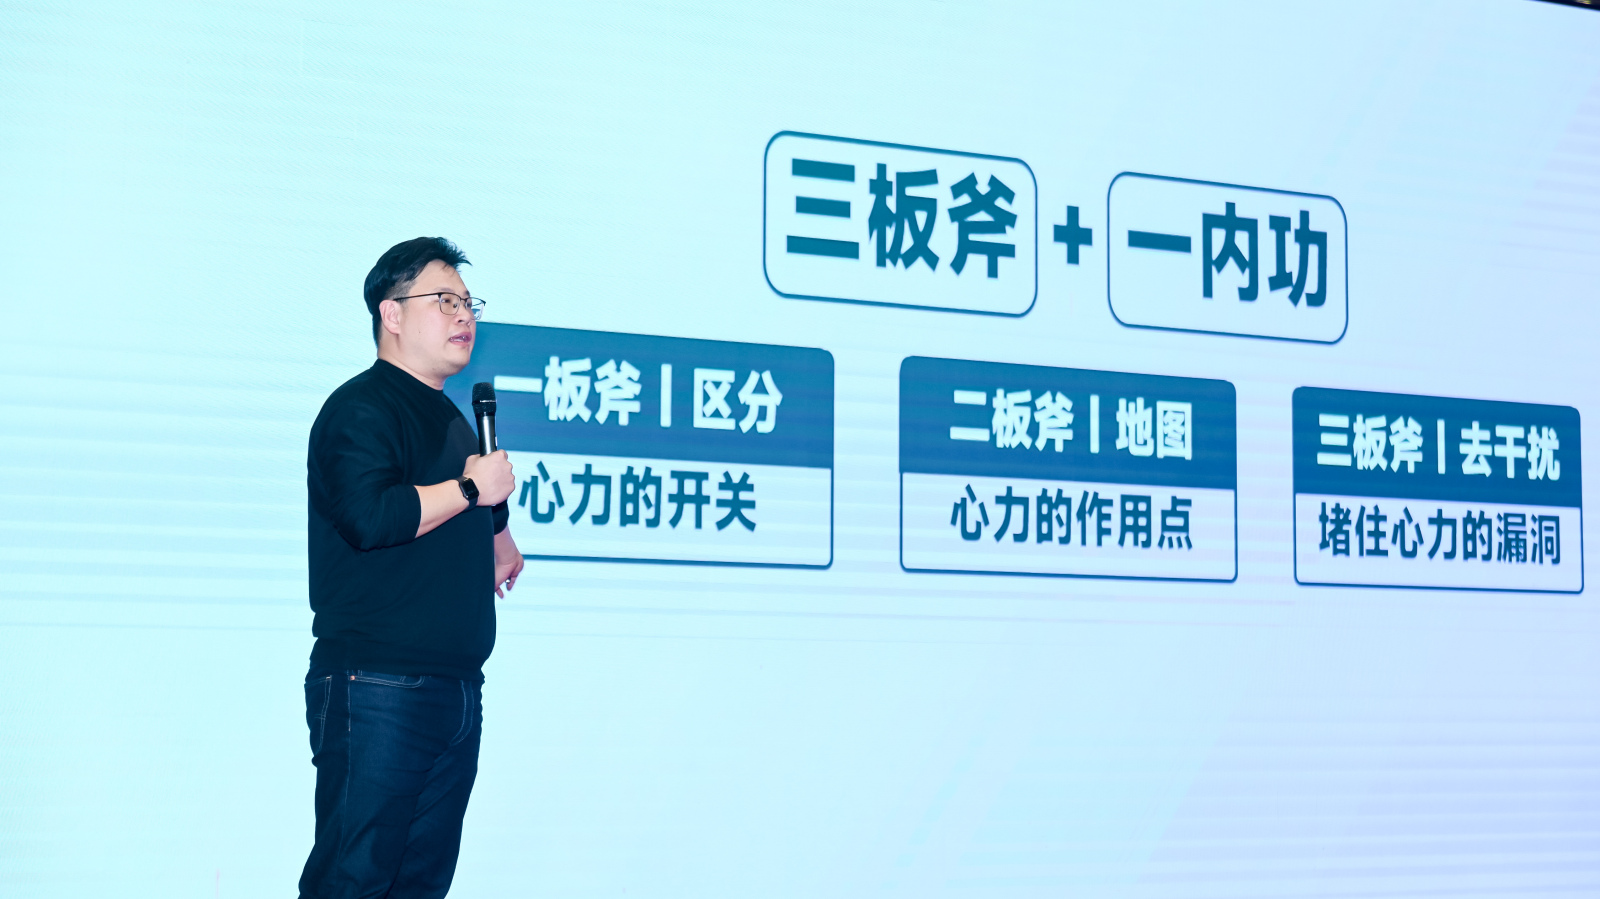 三板斧 + 一内功
一板斧 | 区分
心力的开关
二板斧 | 地图
心力的作用点
三板斧 | 去干扰
堵住心力的漏洞